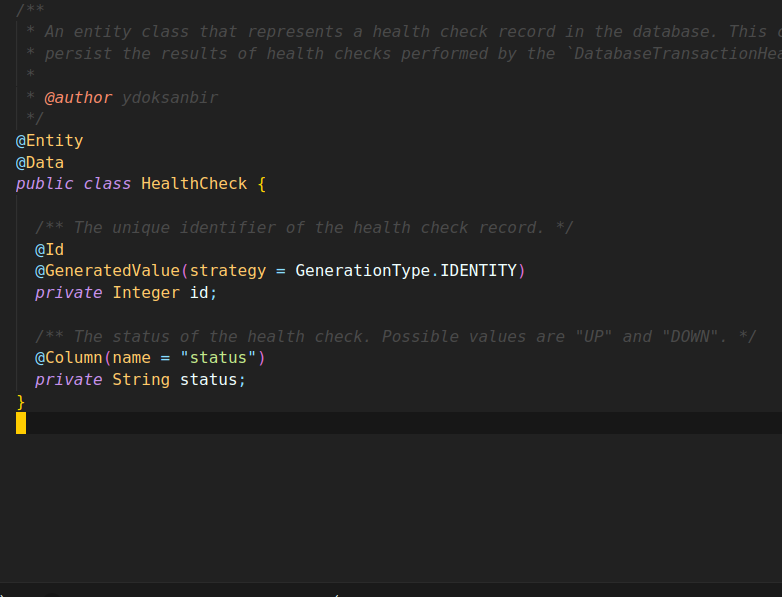 /**
* An entity class that represents a health check record in the database. This
* persist the results of health checks performed by the
*
* @author ydoksanbir
*/
@Entity
@Data
public class HealthCheck {
/** The unique identifier of the health check record. */
@Id
@GeneratedValue(strategy = GenerationType.IDENTITY)
private Integer id;
/** The status of the health check. Possible values are "UP" and "DOWN". */
@Column(name = "status")
private String status;
}